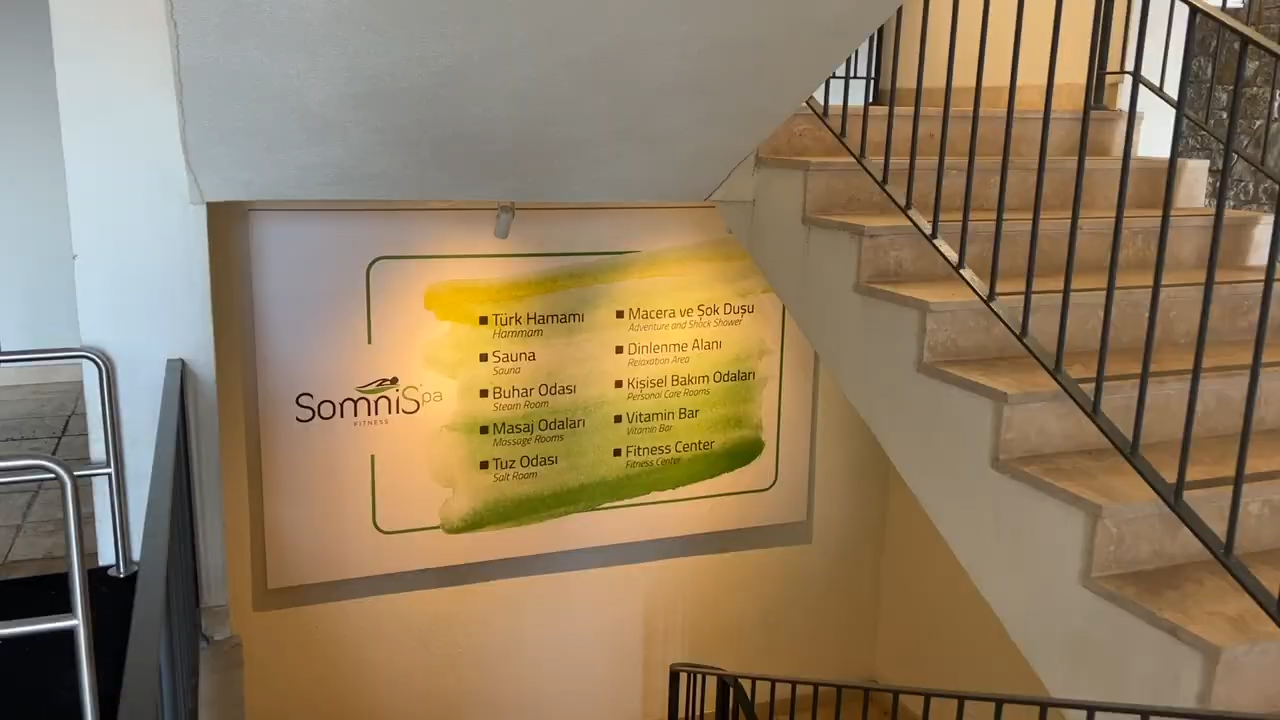 SomniSpa
FITNESS
Türk Hamamı
Hammam
Sauna
Sauna
Buhar Odası
Steam Room
Masaj Odaları
Massage Rooms
Tuz Odası
Salt Room
Macera ve Şok Duşu
Adventure and Shock Shower
Dinlenme Alanı
Relaxation Area
Kişisel Bakım Odaları
Personal Care Rooms
Vitamin Bar
Vitamin Bar
Fitness Center
Fitness Center